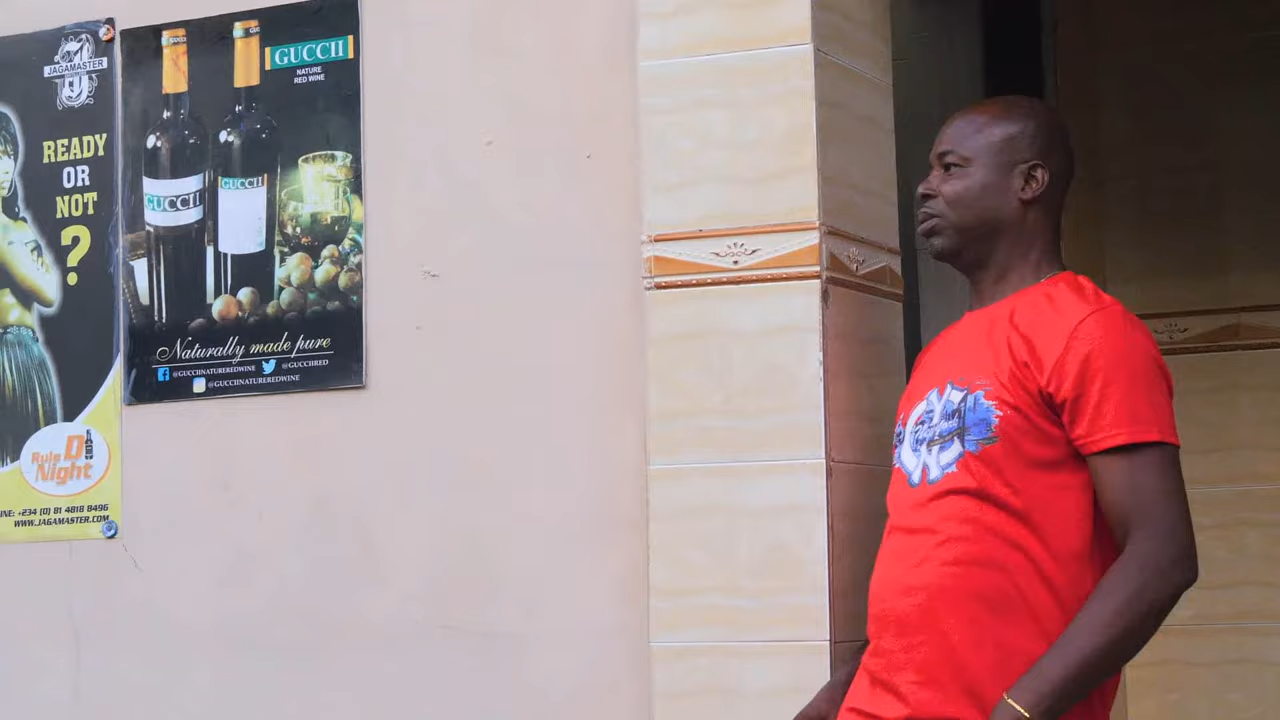 JAGAMASTER
READY
OR
NOT
?
Rule D
Night
INE: +234 (0) 81 4818 8496
WWW.JAGAMASTER.COM
GUCCII
NATURE
RED WINE
GUCCII
GUCCII
Naturally made pure
@GUCCIINATUREREDWINE
@GUCCIIRED
@GUCCIINATUREREDWINE